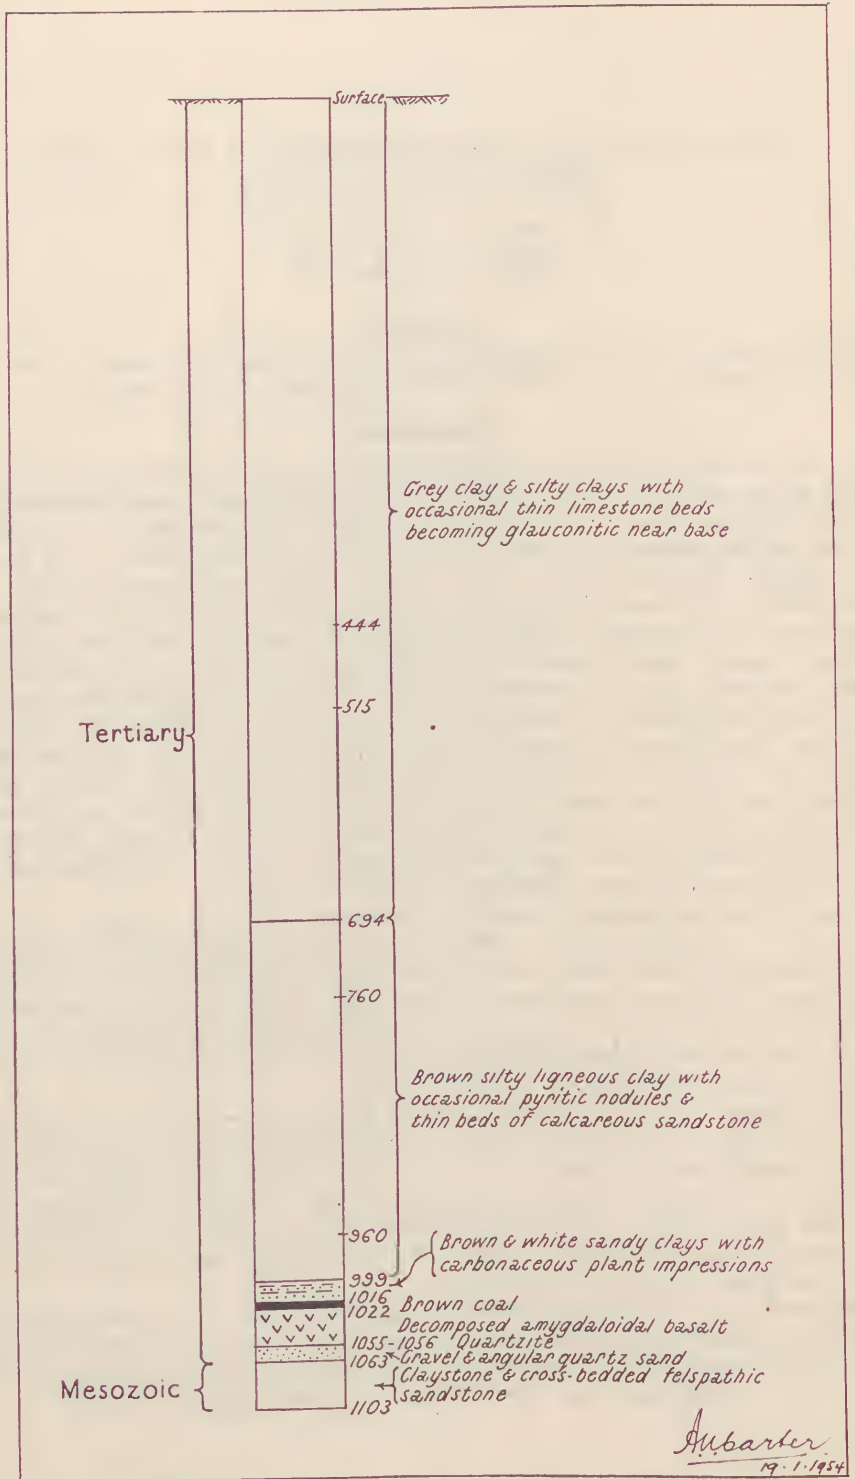 Surface
Grey clay & silty clays with
occasional thin limestone beds
becoming glauconitic near base
444
515
Tertiary
694
760
Brown silty ligneous clay with
occasional pyritic nodules &
thin beds of calcareous sandstone
960
Brown & white sandy clays with
carbonaceous plant impressions
999
1016
1022 Brown coal
Decomposed amygdaloidal basalt
1055-1056 Quartzite
1063 Gravel & angular quartz sand
Mesozoic
Claystone & cross-bedded felspathic
sandstone
1103
19.1.1954